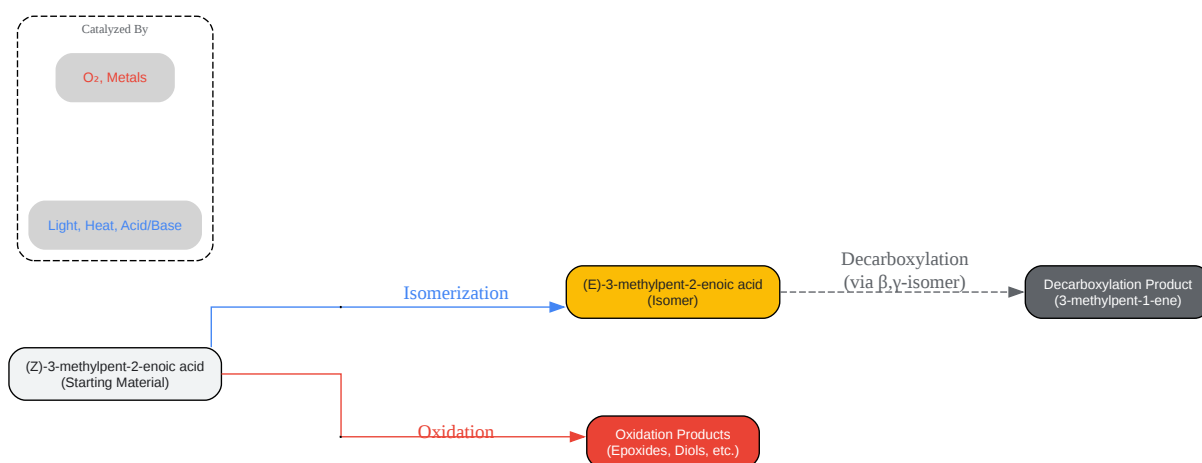 Catalyzed By
O₂, Metals
Light, Heat, Acid/Base
Isomerization
(E)-3-methylpent-2-enoic acid
(Isomer)
Decarboxylation
(via β,γ-isomer)
Decarboxylation Product
(3-methylpent-1-ene)
(Z)-3-methylpent-2-enoic acid
(Starting Material)
Oxidation
Oxidation Products
(Epoxides, Diols, etc.)